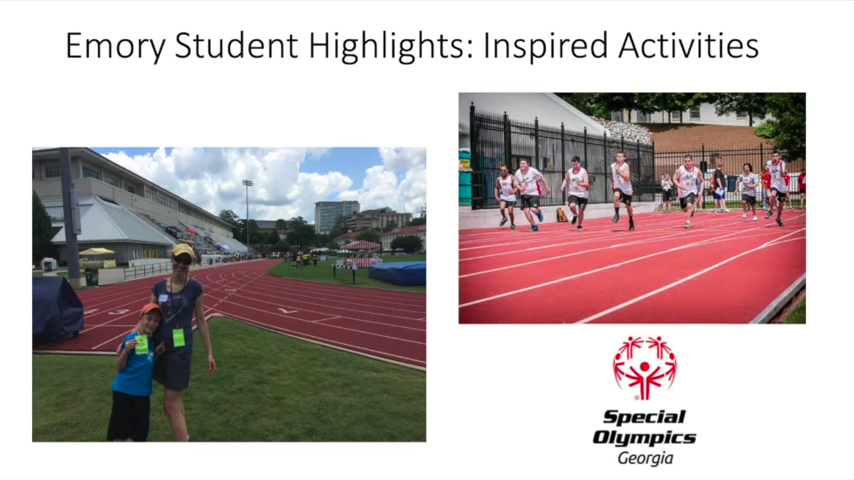 Emory Student Highlights: Inspired Activities
Special
Olympics
Georgia